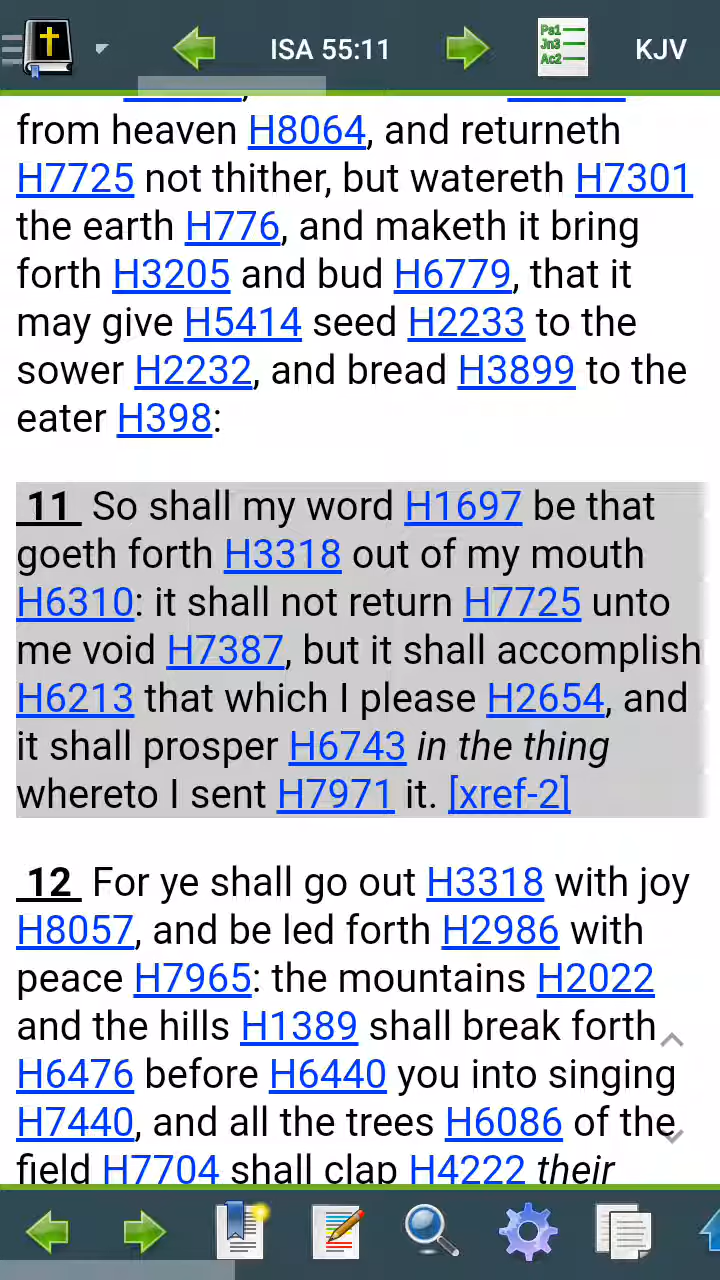 ISA 55:11
KJV
Ps1
Jn3
Ac2
from heaven H8064, and returneth
H7725 not thither, but watereth H7301
the earth H776, and maketh it bring
forth H3205 and bud H6779, that it
may give H5414 seed H2233 to the
sower H2232, and bread H3899 to the
eater H398:
11 So shall my word H1697 be that
goeth forth H3318 out of my mouth
H6310: it shall not return H7725 unto
me void H7387, but it shall accomplish
H6213 that which I please H2654, and
it shall prosper H6743 in the thing
whereto I sent H7971 it. [xref-2]
12 For ye shall go out H3318 with joy
H8057, and be led forth H2986 with
peace H7965: the mountains H2022
and the hills H1389 shall break forth
H6476 before H6440 you into singing
H7440, and all the trees H6086 of the
field H7704 shall clap H4222 their